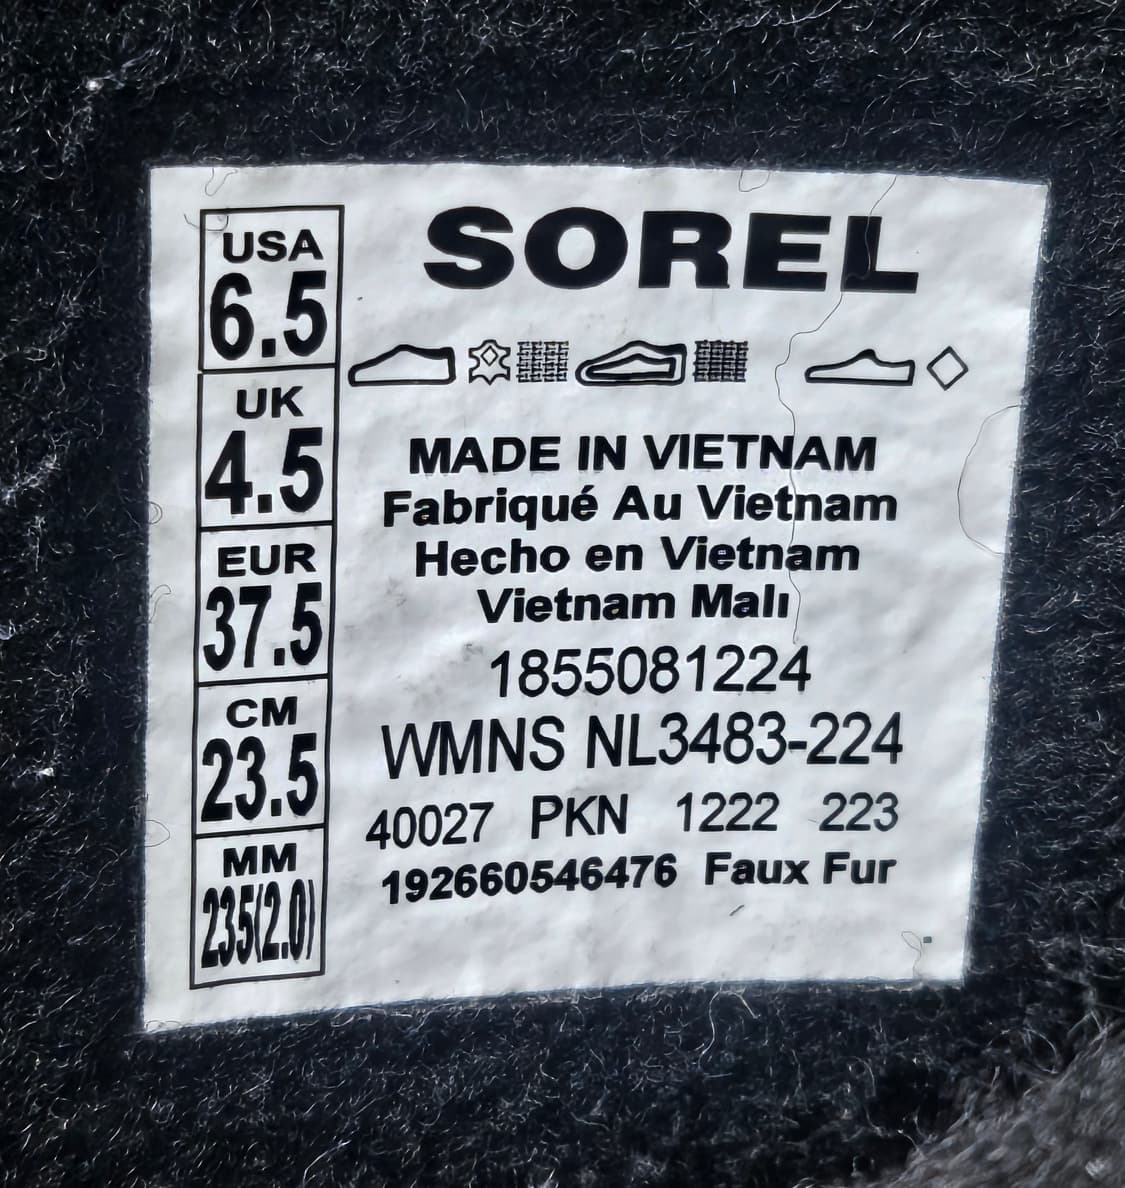 SOREL
USA
6.5
UK
4.5
EUR
37.5
CM
23.5
MM
235(2.0)
MADE IN VIETNAM
Fabriqué Au Vietnam
Hecho en Vietnam
Vietnam Malı
1855081224
WMNS NL3483-224
40027 PKN 1222 223
192660546476 Faux Fur